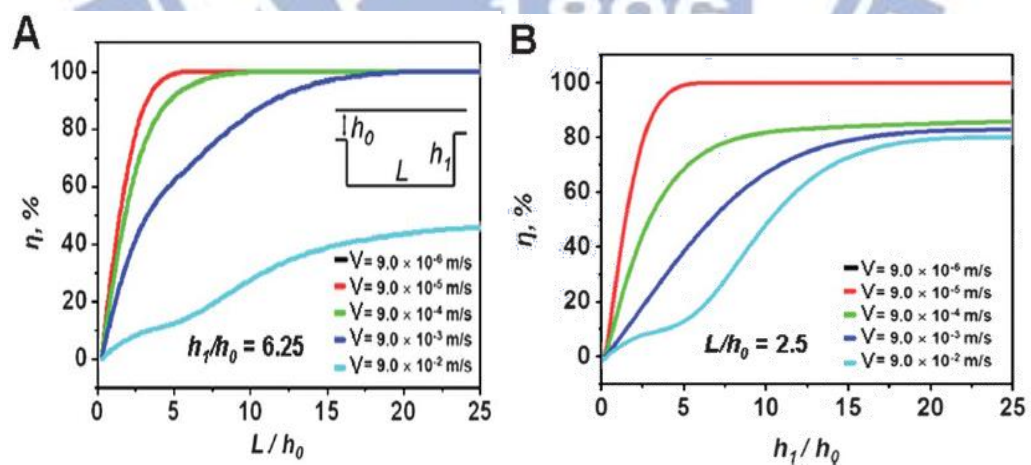 1896
A
η, %
100
80
60
40
20
0
0
5
10
15
20
25
L / h₀
h₀
h₁
L
V = 9.0 × 10⁻⁶ m/s
V = 9.0 × 10⁻⁵ m/s
V = 9.0 × 10⁻⁴ m/s
V = 9.0 × 10⁻³ m/s
V = 9.0 × 10⁻² m/s
h₁/h₀ = 6.25
B
η, %
100
80
60
40
20
0
0
5
10
15
20
25
h₁/h₀
V = 9.0 × 10⁻⁶ m/s
V = 9.0 × 10⁻⁵ m/s
V = 9.0 × 10⁻⁴ m/s
V = 9.0 × 10⁻³ m/s
V = 9.0 × 10⁻² m/s
L/h₀ = 2.5